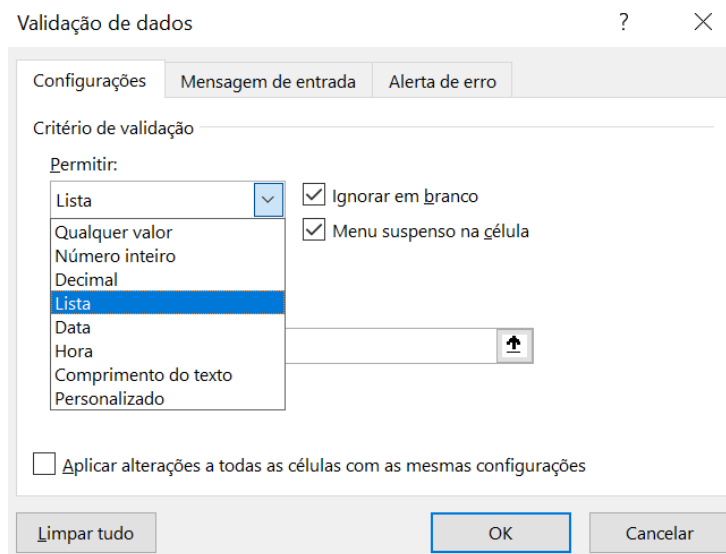 Validação de dados ?
Configurações Mensagem de entrada Alerta de erro
Critério de validação
Permitir:
Lista Ignorar em branco
Qualquer valor Menu suspenso na célula
Número inteiro
Decimal
Lista
Data
Hora
Comprimento do texto
Personalizado
Aplicar alterações a todas as células com as mesmas configurações
Limpar tudo OK Cancelar